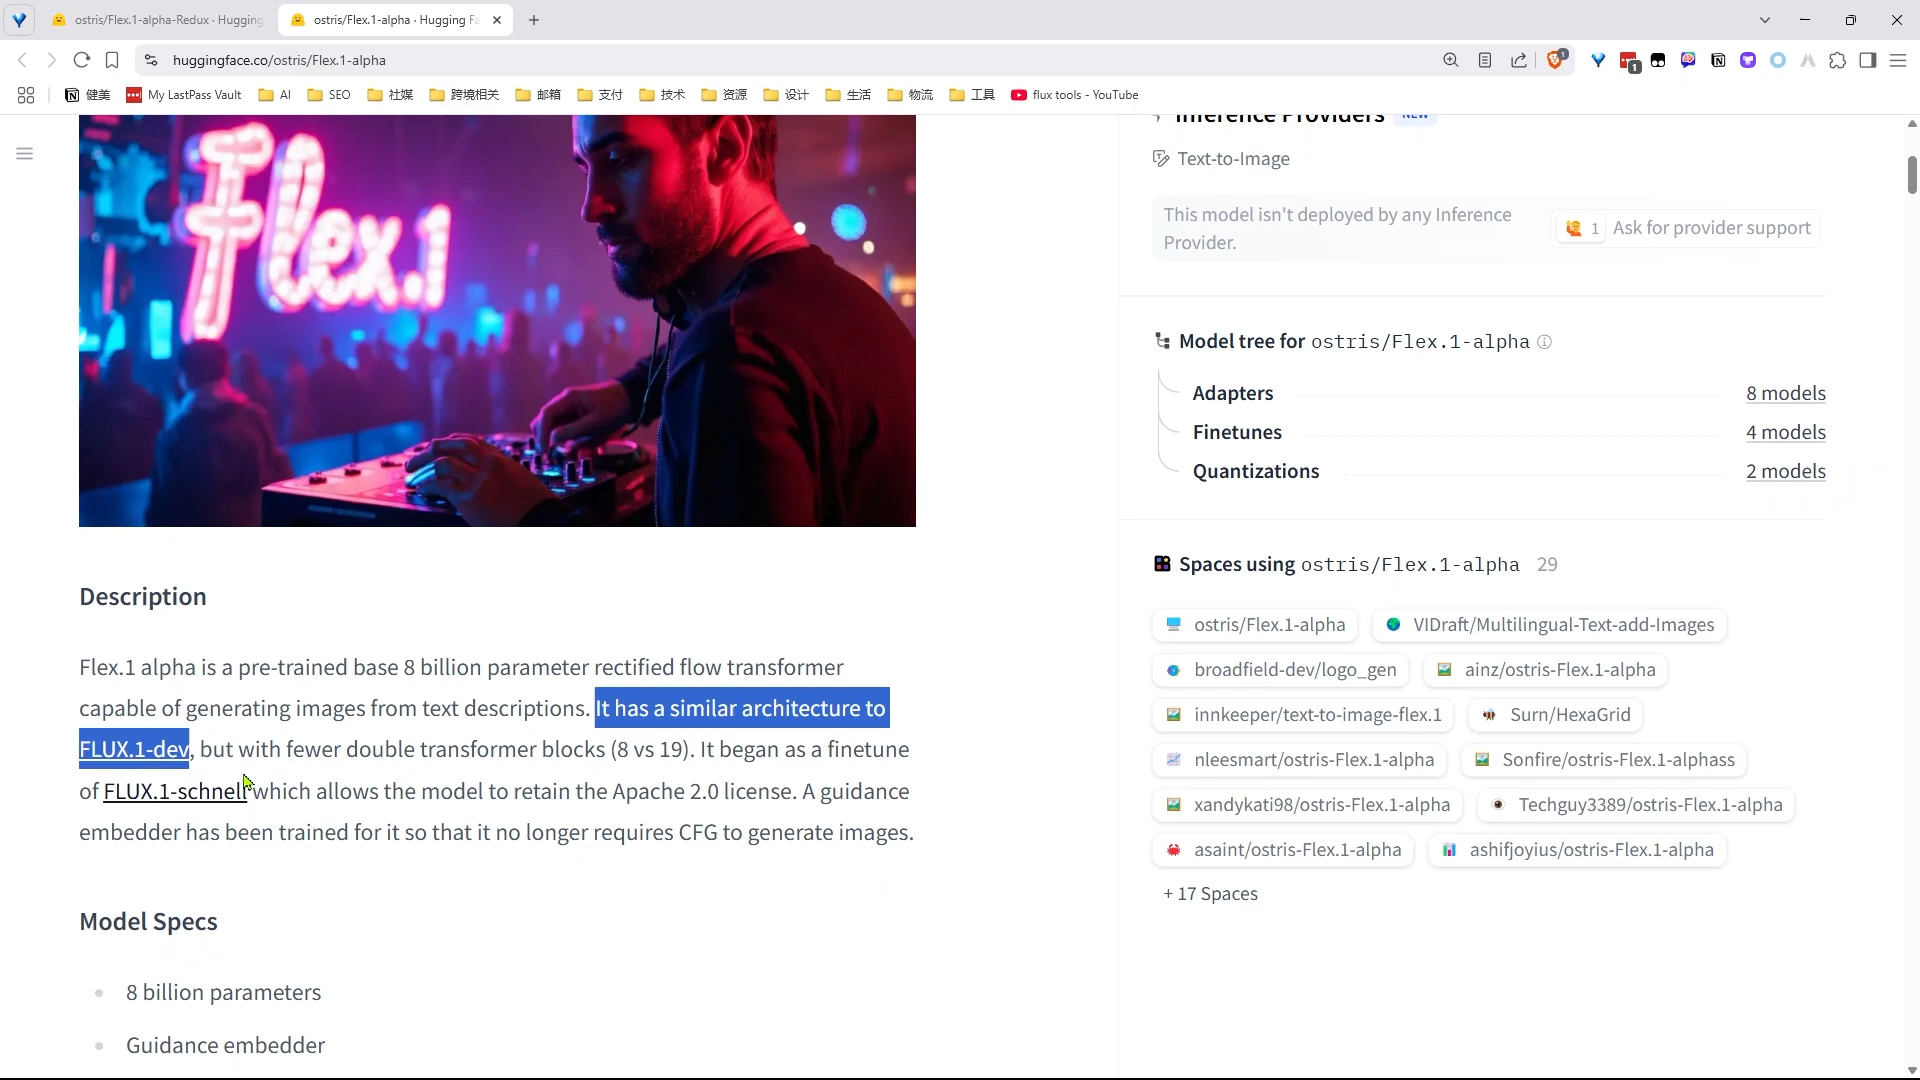 ostris/Flex.1-alpha-Redux · Hugging
ostris/Flex.1-alpha · Hugging Fa
huggingface.co/ostris/Flex.1-alpha
1
1
健美
My LastPass Vault
AI
SEO
社媒
跨境相关
邮箱
支付
技术
资源
设计
生活
物流
工具
flux tools - YouTube
flex.1
Description
Flex.1 alpha is a pre-trained base 8 billion parameter rectified flow transformer
capable of generating images from text descriptions. It has a similar architecture to
FLUX.1-dev, but with fewer double transformer blocks (8 vs 19). It began as a finetune
of FLUX.1-schnell which allows the model to retain the Apache 2.0 license. A guidance
embedder has been trained for it so that it no longer requires CFG to generate images.
Model Specs
8 billion parameters
Guidance embedder
Inference Providers NEW
Text-to-Image
This model isn't deployed by any Inference
Provider.
1 Ask for provider support
Model tree for ostris/Flex.1-alpha
Adapters 8 models
Finetunes 4 models
Quantizations 2 models
Spaces using ostris/Flex.1-alpha 29
ostris/Flex.1-alpha
VIDraft/Multilingual-Text-add-Images
broadfield-dev/logo_gen
ainz/ostris-Flex.1-alpha
innkeeper/text-to-image-flex.1
Surn/HexaGrid
nleesmart/ostris-Flex.1-alpha
Sonfire/ostris-Flex.1-alphass
xandykati98/ostris-Flex.1-alpha
Techguy3389/ostris-Flex.1-alpha
asaint/ostris-Flex.1-alpha
ashifjoyius/ostris-Flex.1-alpha
+ 17 Spaces